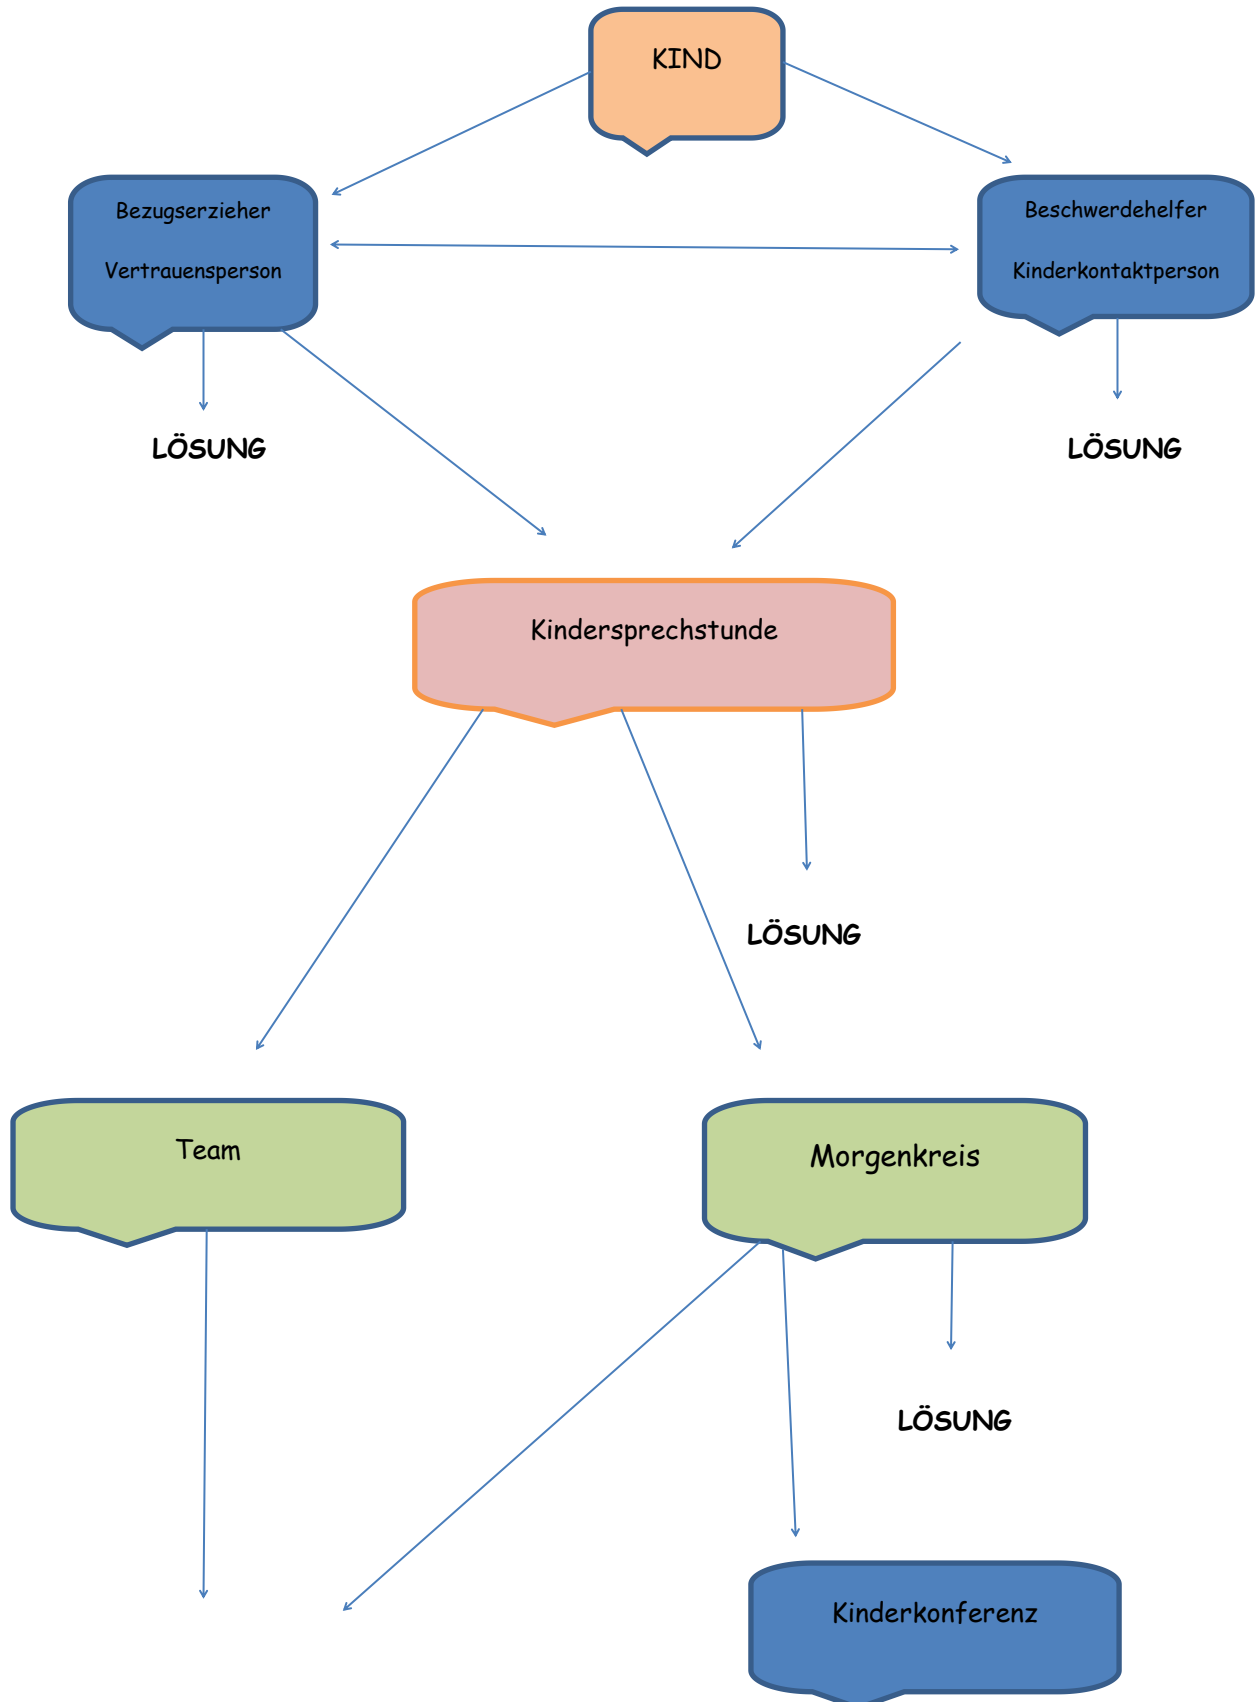 KIND
Bezugserzieher
Vertrauensperson
Beschwerdehelfer
Kinderkontaktperson
LÖSUNG
LÖSUNG
Kindersprechstunde
LÖSUNG
Team
Morgenkreis
LÖSUNG
Kinderkonferenz